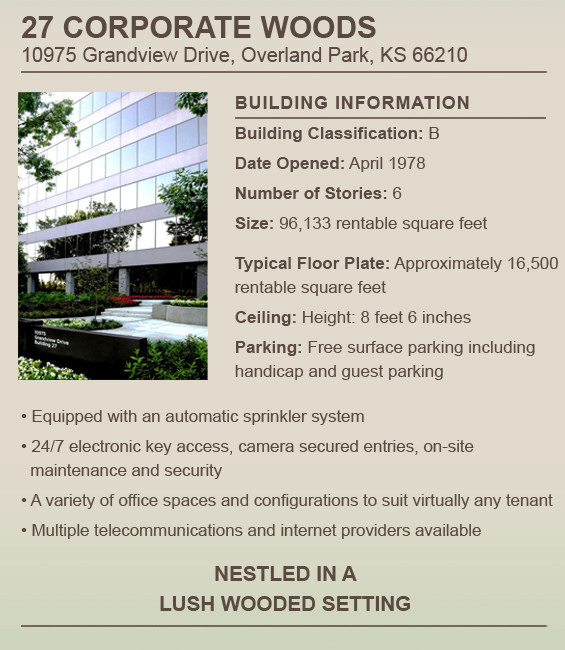 27 CORPORATE WOODS
10975 Grandview Drive, Overland Park, KS 66210
BUILDING INFORMATION
Building Classification: B
Date Opened: April 1978
Number of Stories: 6
Size: 96,133 rentable square feet
Typical Floor Plate: Approximately 16,500
rentable square feet
Ceiling: Height: 8 feet 6 inches
Parking: Free surface parking including
handicap and guest parking
10975
Grandview Drive
Building 27
• Equipped with an automatic sprinkler system
• 24/7 electronic key access, camera secured entries, on-site
maintenance and security
• A variety of office spaces and configurations to suit virtually any tenant
• Multiple telecommunications and internet providers available
NESTLED IN A
LUSH WOODED SETTING